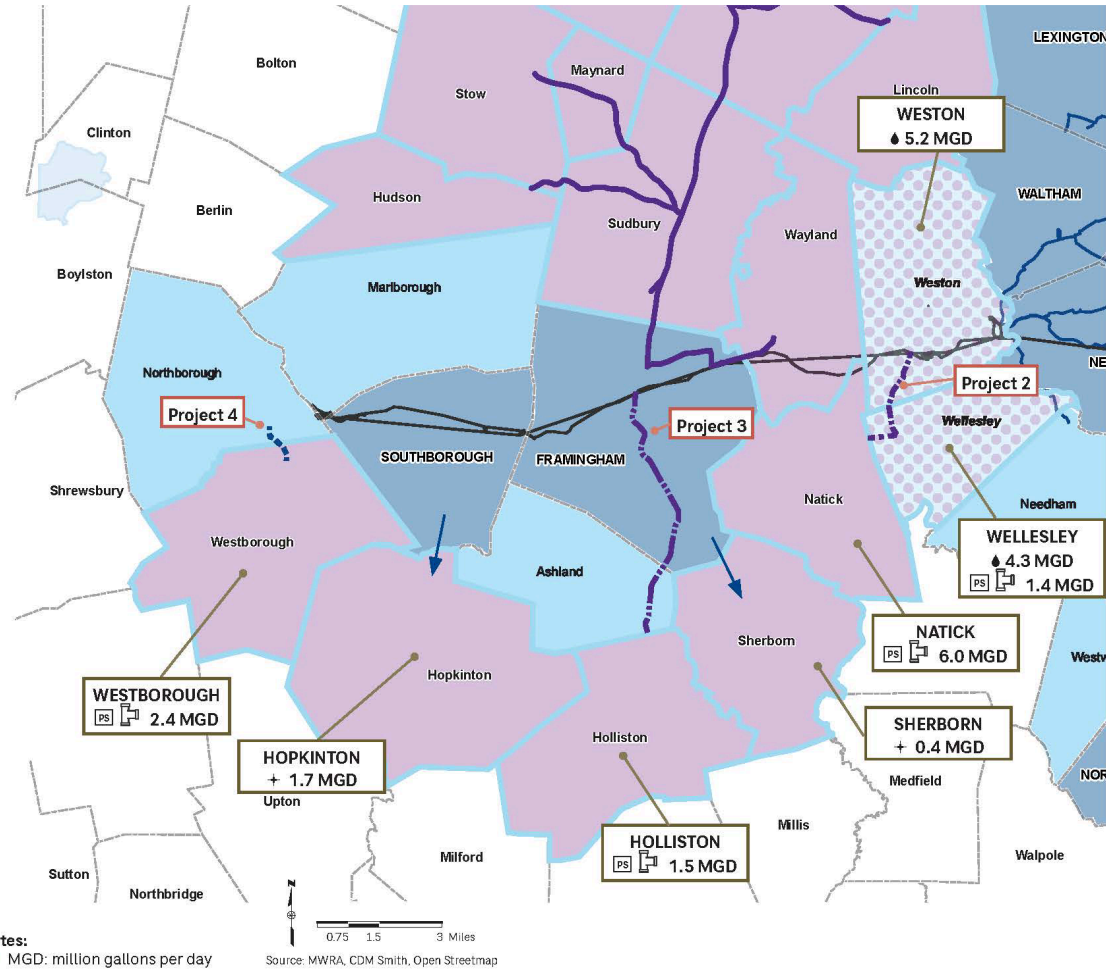 Bolton
LEXINGTON
Maynard
Stow
Lincoln
WESTON
5.2 MGD
Clinton
WALTHAM
Hudson
Berlin
Sudbury
Wayland
Boylston
Weston
Marlborough
NE
Northborough
Project 2
Project 4
Project 3
Wellesley
SOUTHBOROUGH
FRAMINGHAM
Shrewsbury
Natick
Needham
Westborough
WELLESLEY
4.3 MGD
PS 1.4 MGD
Ashland
NATICK
PS 6.0 MGD
Sherborn
Westw
Hopkinton
WESTBOROUGH
PS 2.4 MGD
SHERBORN
0.4 MGD
Holliston
HOPKINTON
1.7 MGD
NOR
Medfield
Upton
Millis
HOLLISTON
PS 1.5 MGD
Milford
Walpole
Sutton
Northbridge
N
0.75 1.5 3 Miles
tes:
MGD: million gallons per day
Source: MWRA, CDM Smith, Open Streetmap